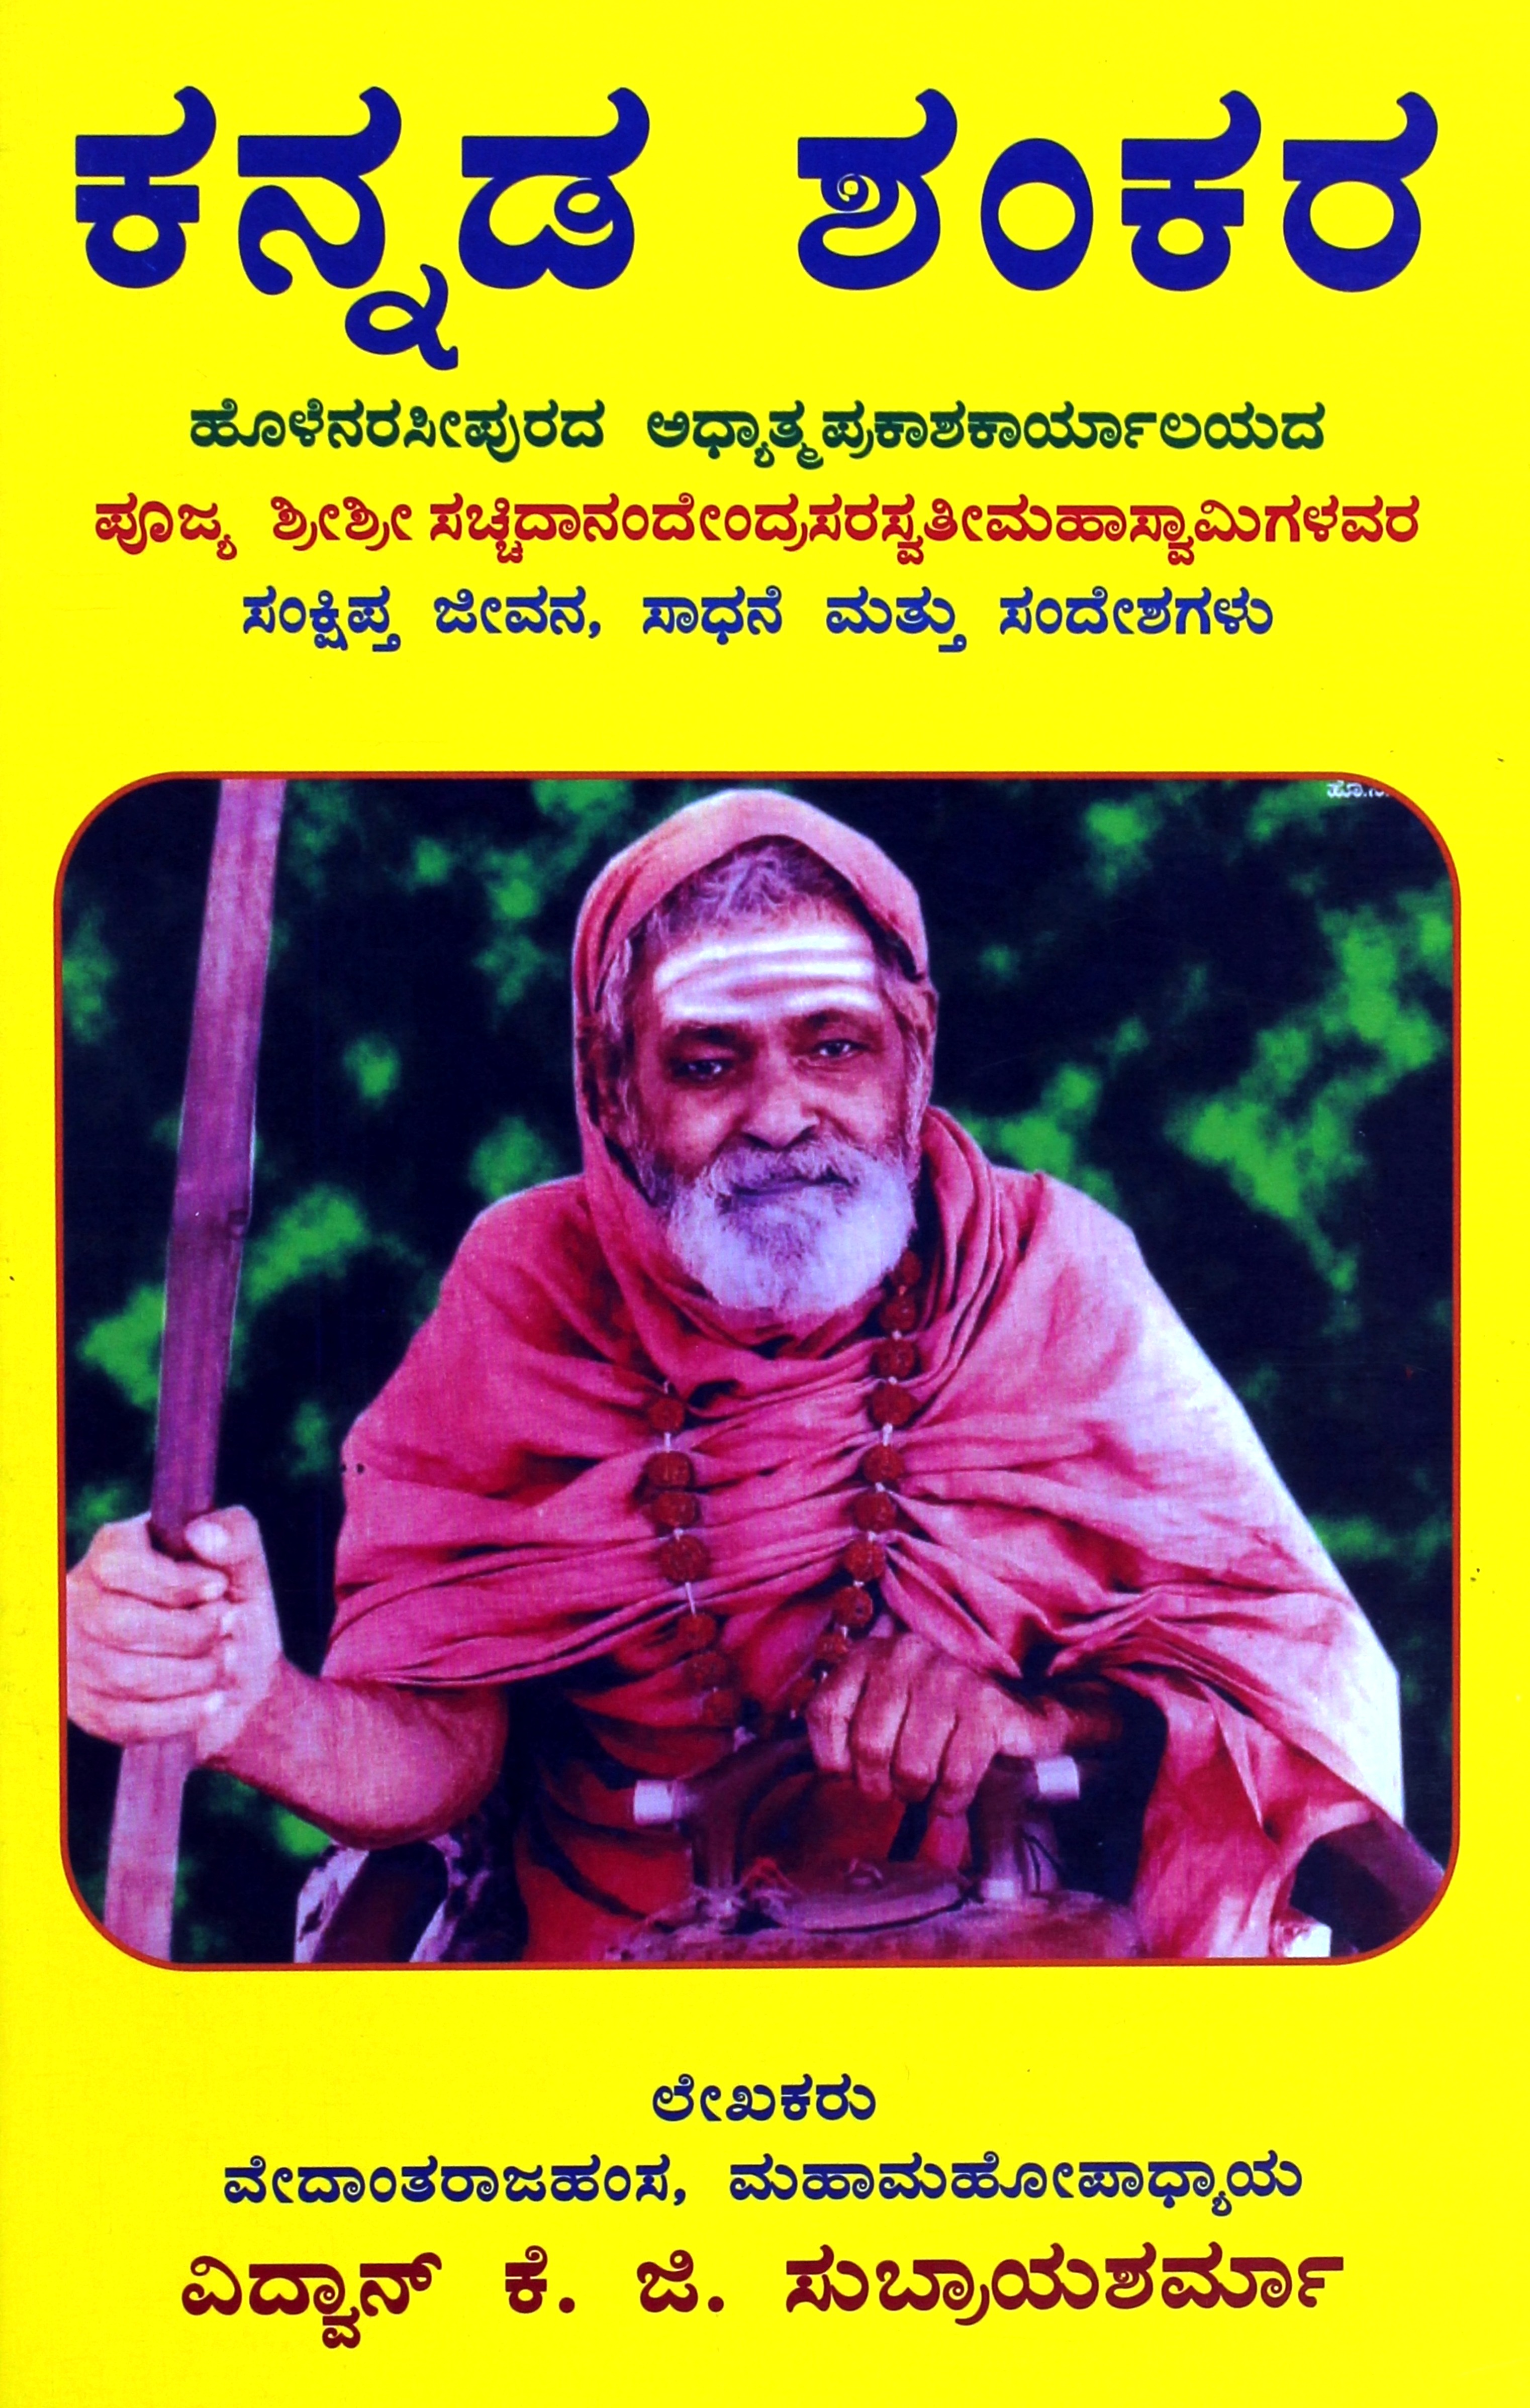 ಕನ್ನಡ ಶಂಕರ
ಹೊಳೆನರಸೀಪುರದ ಅಧ್ಯಾತ್ಮಪ್ರಕಾಶಕಾರ್ಯಾಲಯದ
ಪೂಜ್ಯ ಶ್ರೀಶ್ರೀ ಸಚ್ಚಿದಾನಂದೇಂದ್ರಸರಸ್ವತೀಮಹಾಸ್ವಾಮಿಗಳವರ
ಸಂಕ್ಷಿಪ್ತ ಜೀವನ, ಸಾಧನೆ ಮತ್ತು ಸಂದೇಶಗಳು
ಲೇಖಕರು
ವೇದಾಂತರಾಜಹಂಸ, ಮಹಾಮಹೋಪಾಧ್ಯಾಯ
ವಿದ್ವಾನ್ ಕೆ. ಜಿ. ಸುಬ್ರಾಯಶರ್ಮಾ